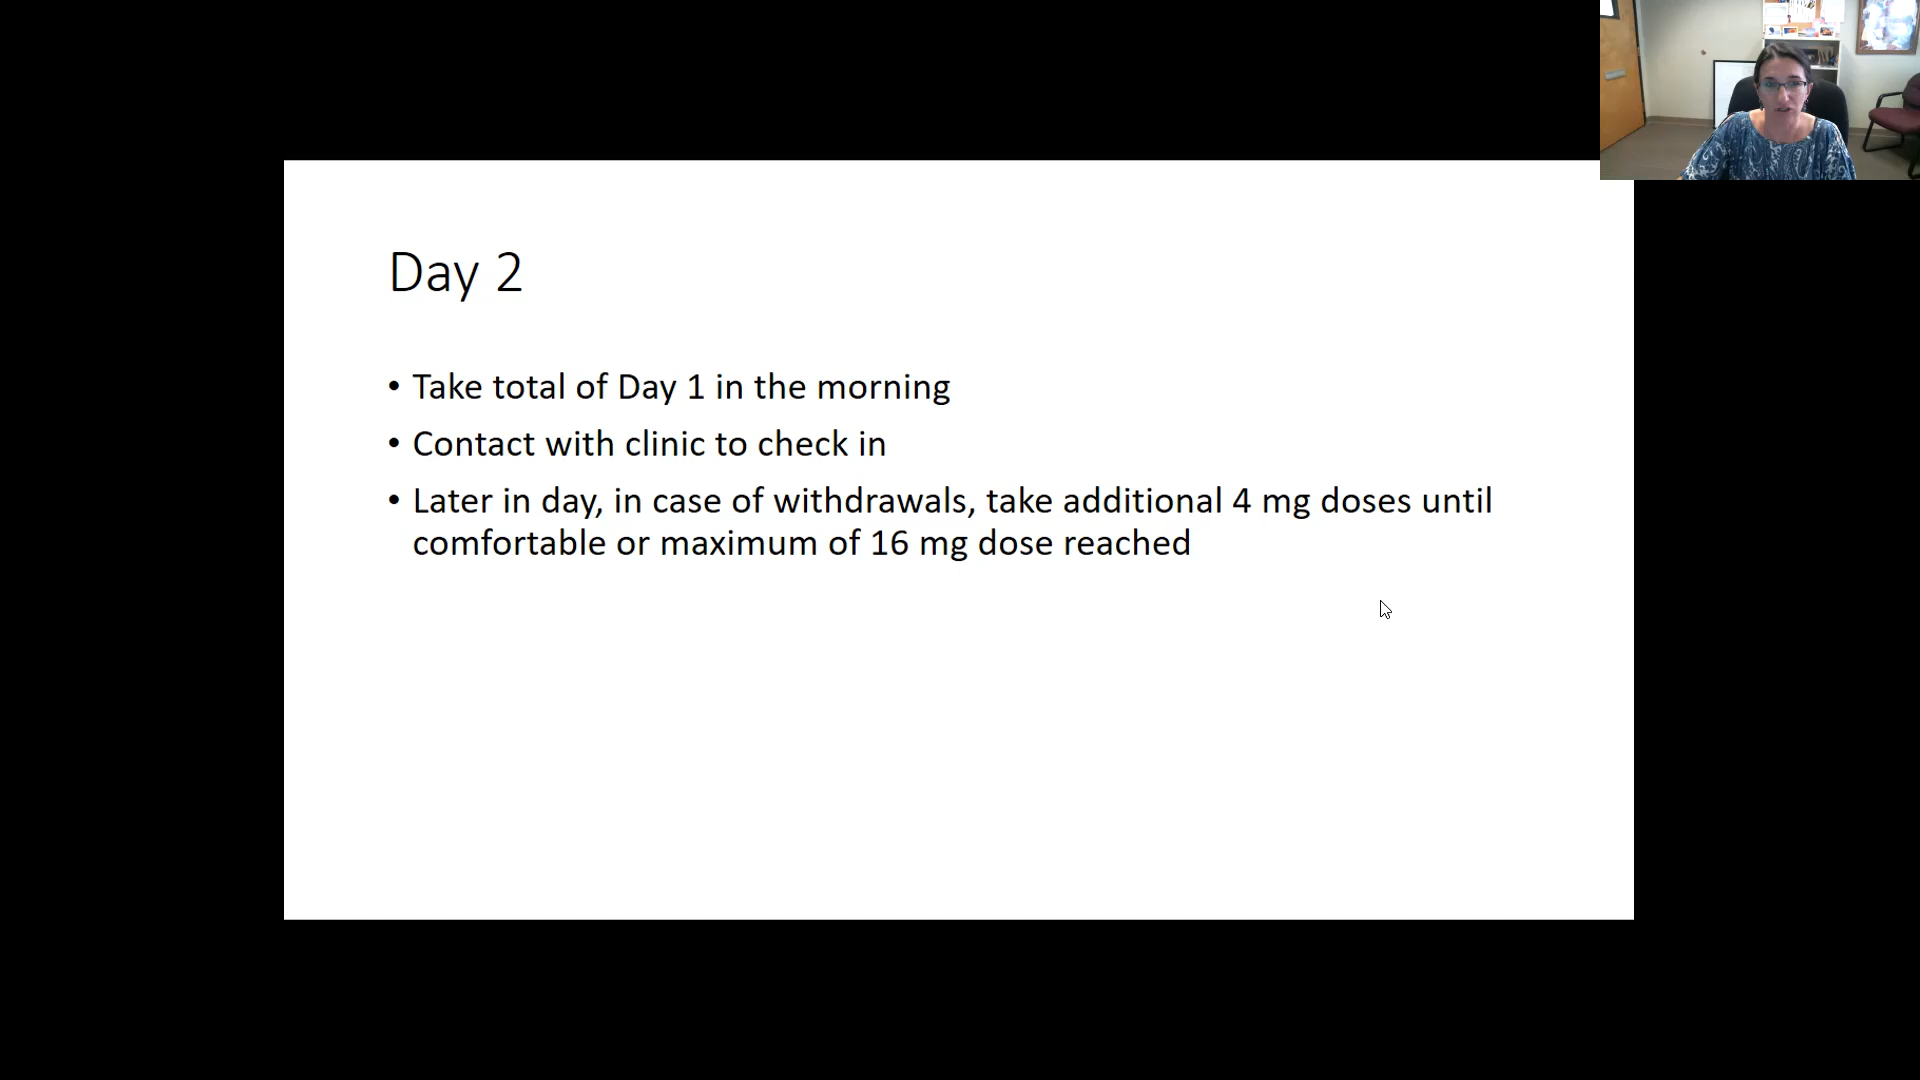 Day 2
• Take total of Day 1 in the morning
• Contact with clinic to check in
• Later in day, in case of withdrawals, take additional 4 mg doses until
comfortable or maximum of 16 mg dose reached